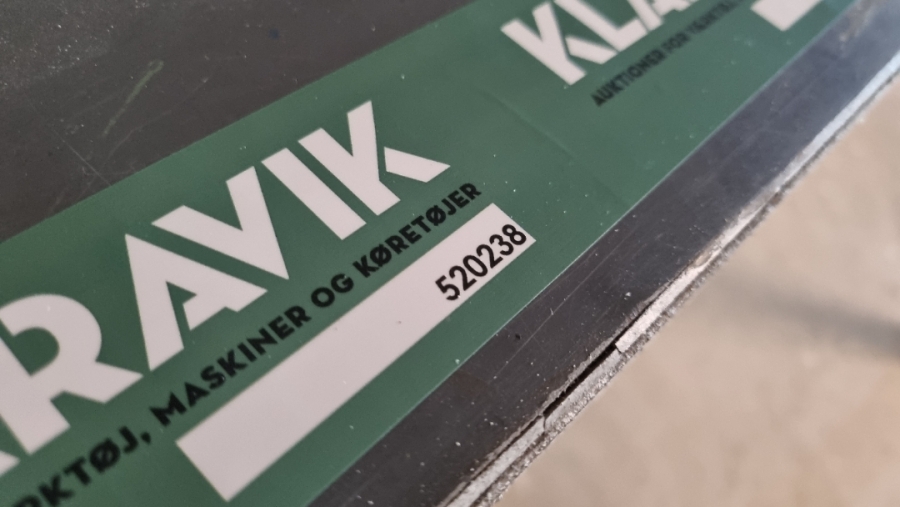 RAVIK
RKTØJ, MASKINER OG KØRETØJER
520238
KLA
AUKTIONER FOR